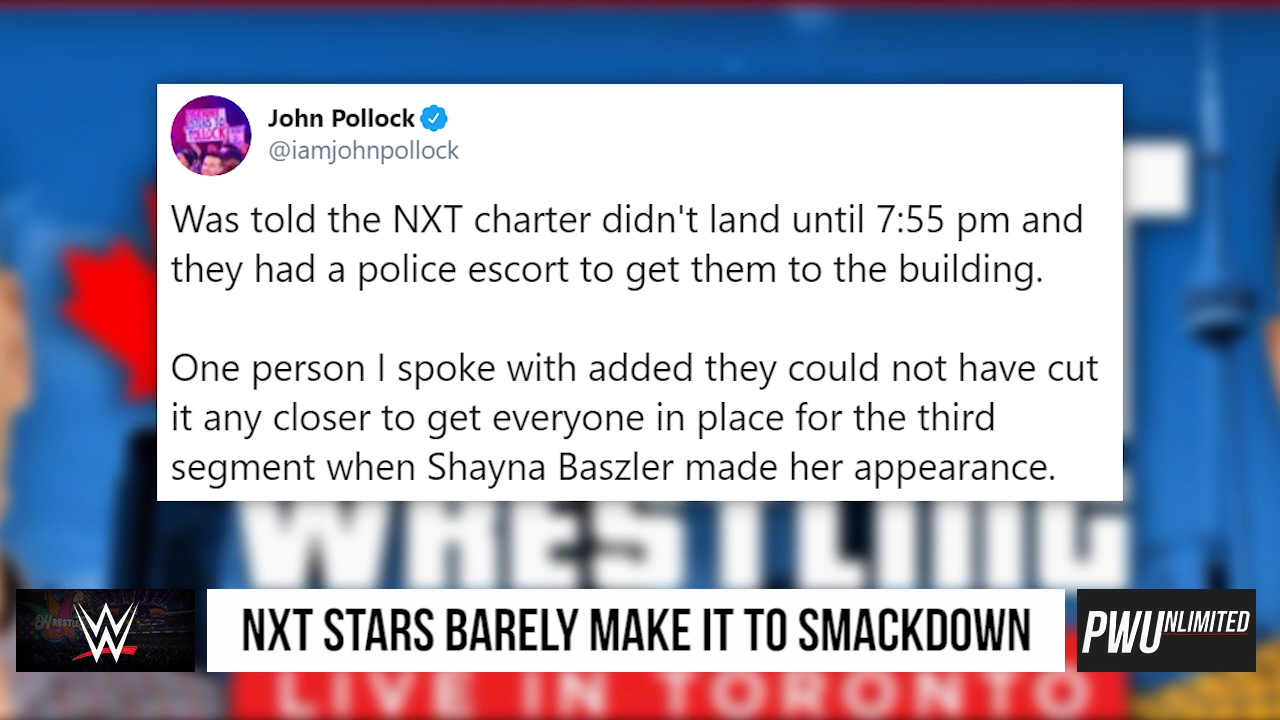 John Pollock
@iamjohnpollock
Was told the NXT charter didn't land until 7:55 pm and
they had a police escort to get them to the building.
One person I spoke with added they could not have cut
it any closer to get everyone in place for the third
segment when Shayna Baszler made her appearance.
WRESTLING
NXT STARS BARELY MAKE IT TO SMACKDOWN
PWUNLIMITED
LIVE IN TORONTO